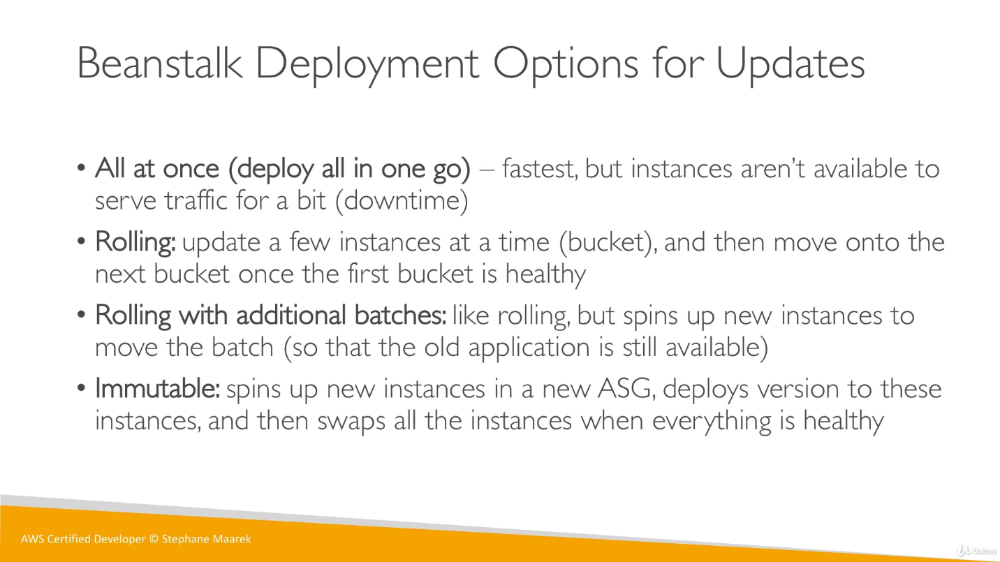 Beanstalk Deployment Options for Updates
• All at once (deploy all in one go) – fastest, but instances aren’t available to
serve traffic for a bit (downtime)
• Rolling: update a few instances at a time (bucket), and then move onto the
next bucket once the first bucket is healthy
• Rolling with additional batches: like rolling, but spins up new instances to
move the batch (so that the old application is still available)
• Immutable: spins up new instances in a new ASG, deploys version to these
instances, and then swaps all the instances when everything is healthy
AWS Certified Developer © Stephane Maarek
Udemy